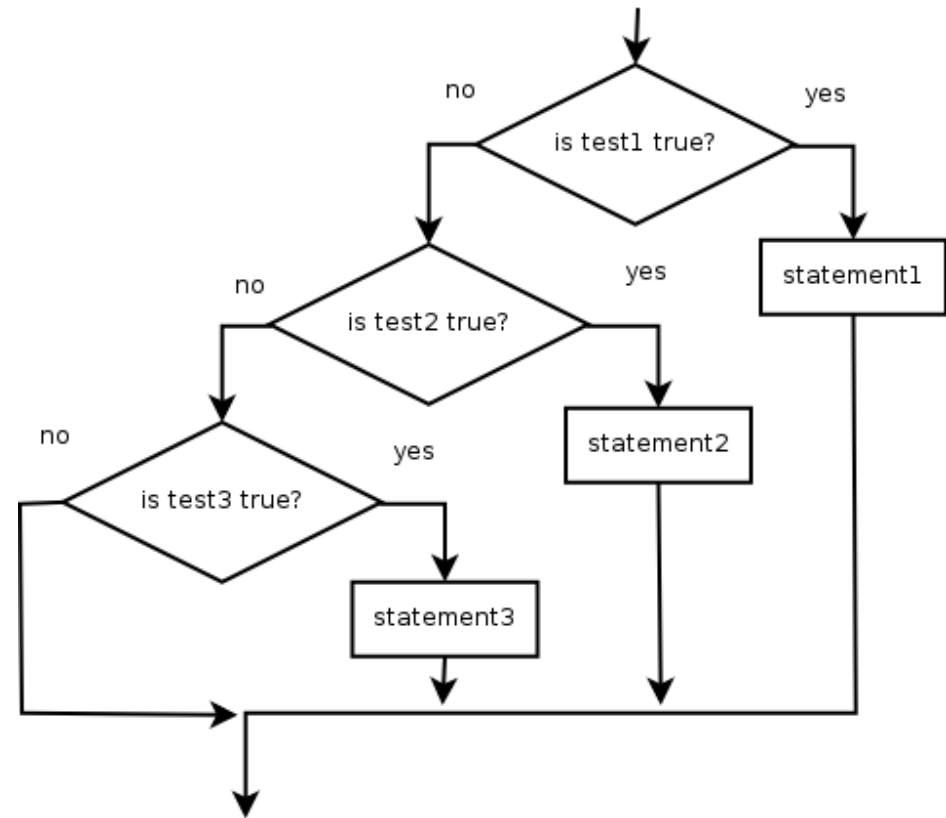 no
yes
is test1 true?
no
yes
statement1
is test2 true?
no
yes
statement2
is test3 true?
statement3